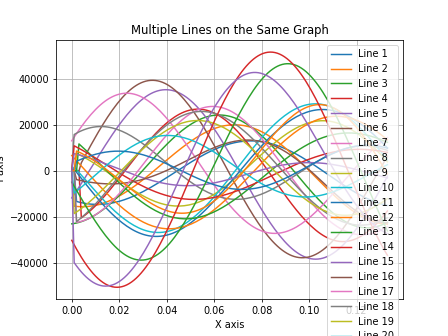 Multiple Lines on the Same Graph
40000
20000
0
−20000
−40000
axis
0.00
0.02
0.04
0.06
0.08
0.10
X axis
Line 1
Line 2
Line 3
Line 4
Line 5
Line 6
Line 7
Line 8
Line 9
Line 10
Line 11
Line 12
Line 13
Line 14
Line 15
Line 16
Line 17
Line 18
Line 19
Line 20